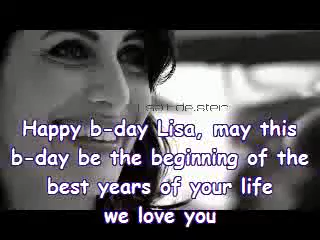 Happy b-day Lisa, may this
b-day be the beginning of the
best years of your life
we love you